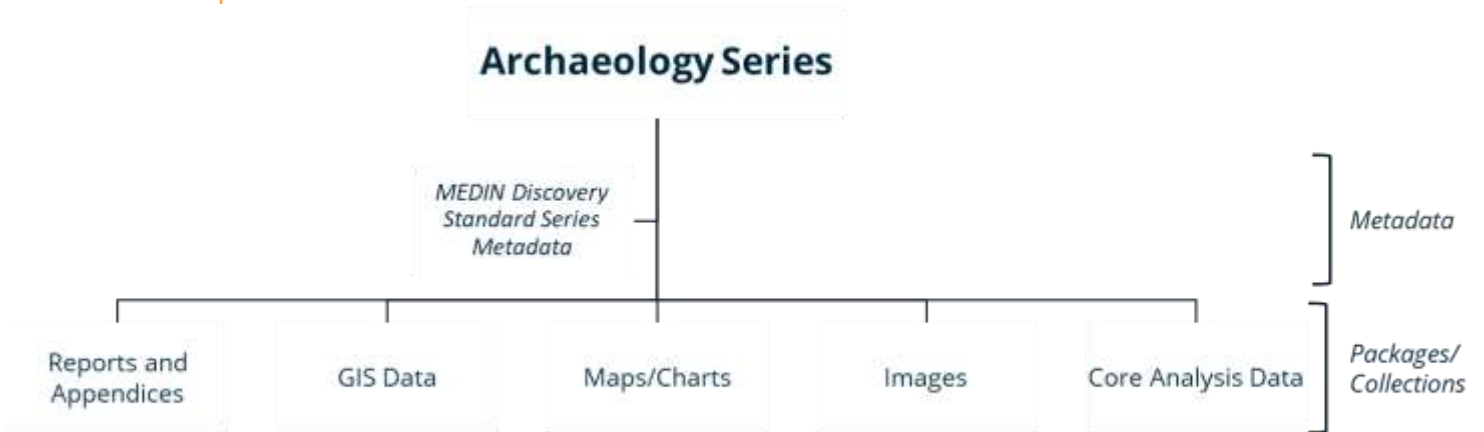 Archaeology Series
MEDIN Discovery
Standard Series
Metadata
Metadata
Reports and
Appendices
GIS Data
Maps/Charts
Images
Core Analysis Data
Packages/
Collections